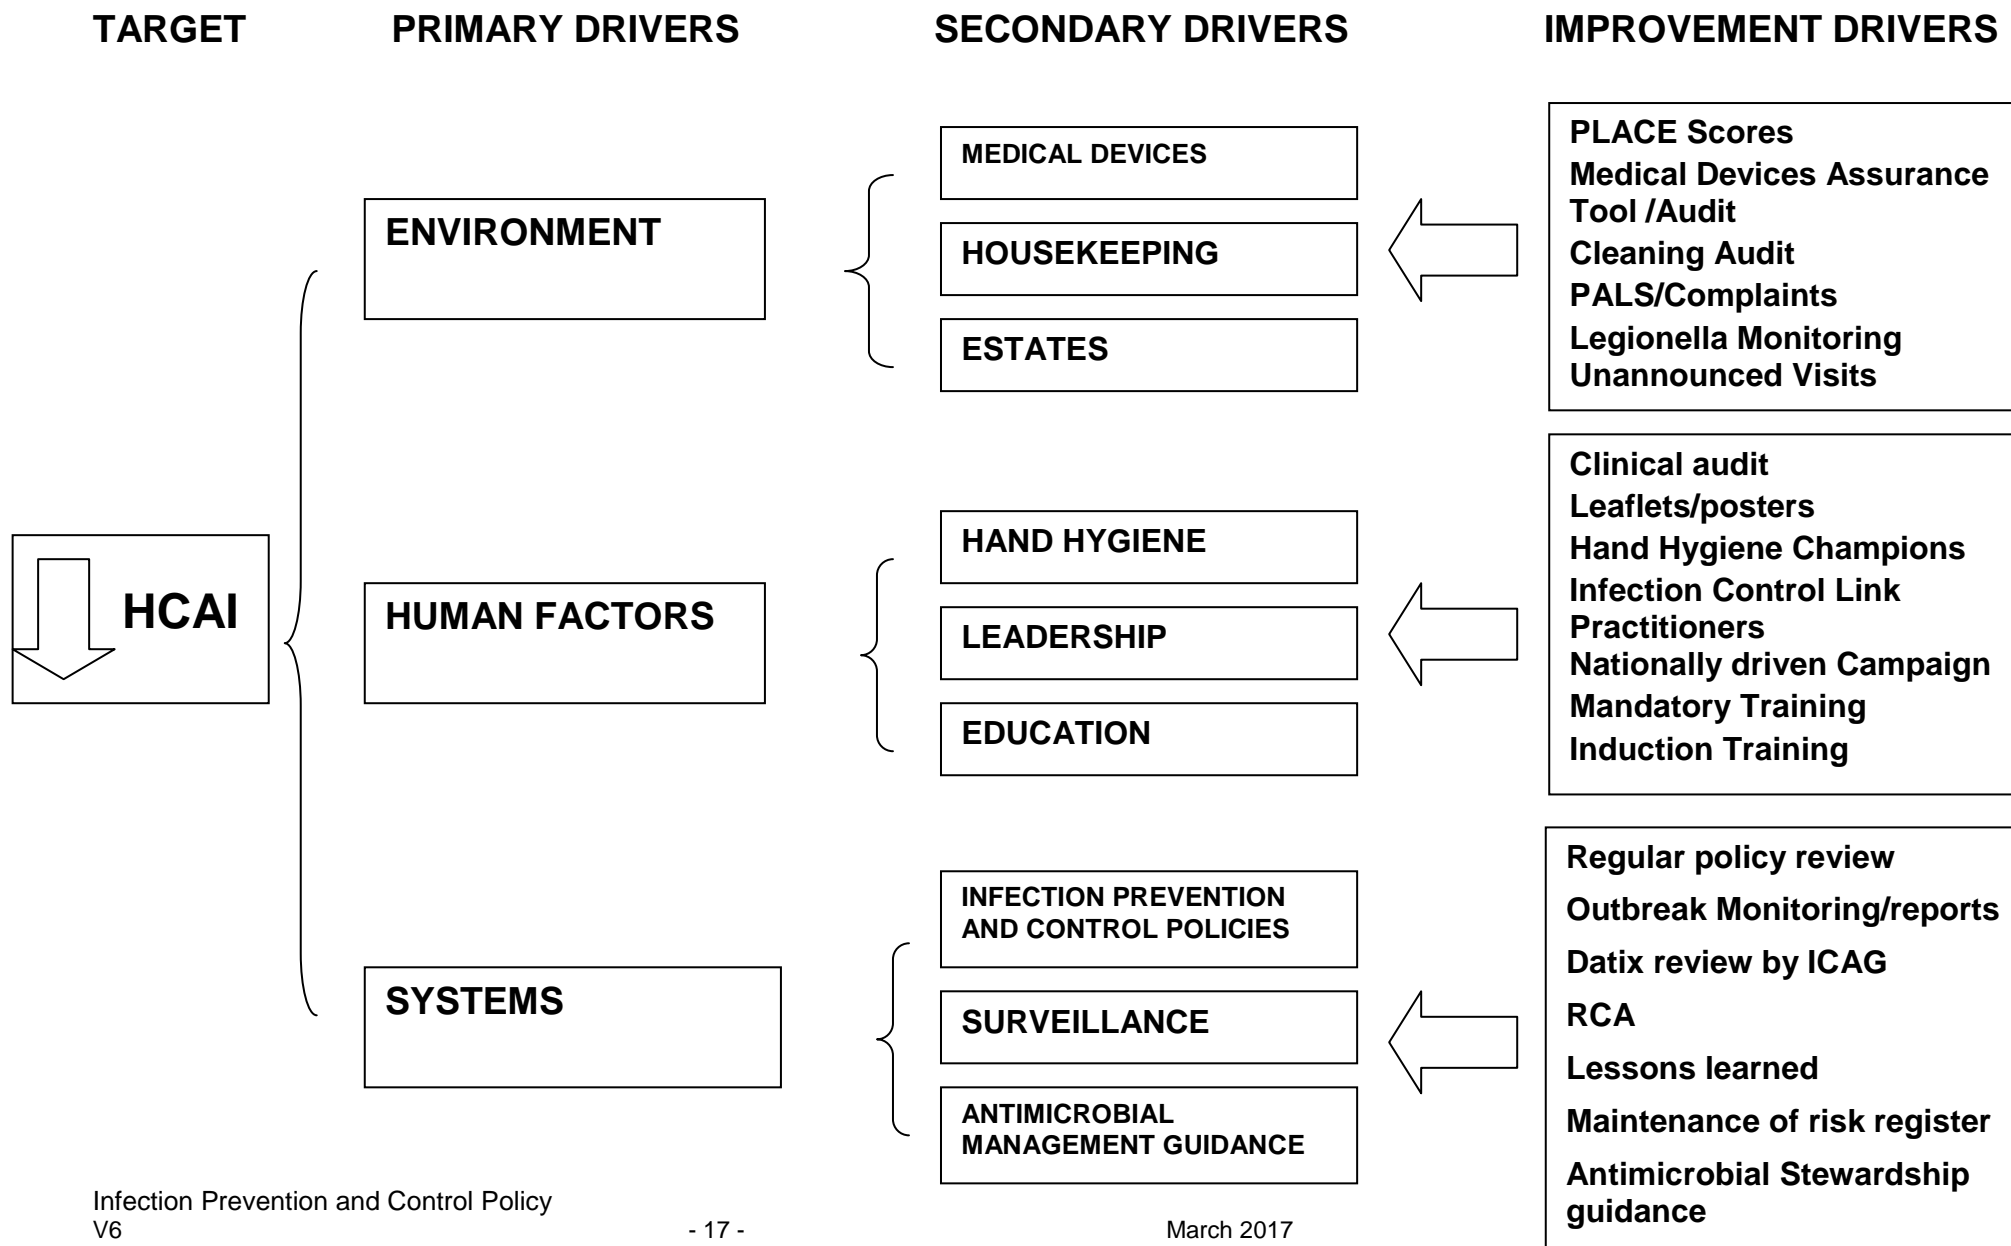 TARGET
PRIMARY DRIVERS
SECONDARY DRIVERS
IMPROVEMENT DRIVERS
HCAI
ENVIRONMENT
MEDICAL DEVICES
HOUSEKEEPING
ESTATES
PLACE Scores
Medical Devices Assurance
Tool /Audit
Cleaning Audit
PALS/Complaints
Legionella Monitoring
Unannounced Visits
HUMAN FACTORS
HAND HYGIENE
LEADERSHIP
EDUCATION
Clinical audit
Leaflets/posters
Hand Hygiene Champions
Infection Control Link
Practitioners
Nationally driven Campaign
Mandatory Training
Induction Training
SYSTEMS
INFECTION PREVENTION
AND CONTROL POLICIES
SURVEILLANCE
ANTIMICROBIAL
MANAGEMENT GUIDANCE
Regular policy review
Outbreak Monitoring/reports
Datix review by ICAG
RCA
Lessons learned
Maintenance of risk register
Antimicrobial Stewardship
guidance
Infection Prevention and Control Policy
V6
- 17 -
March 2017